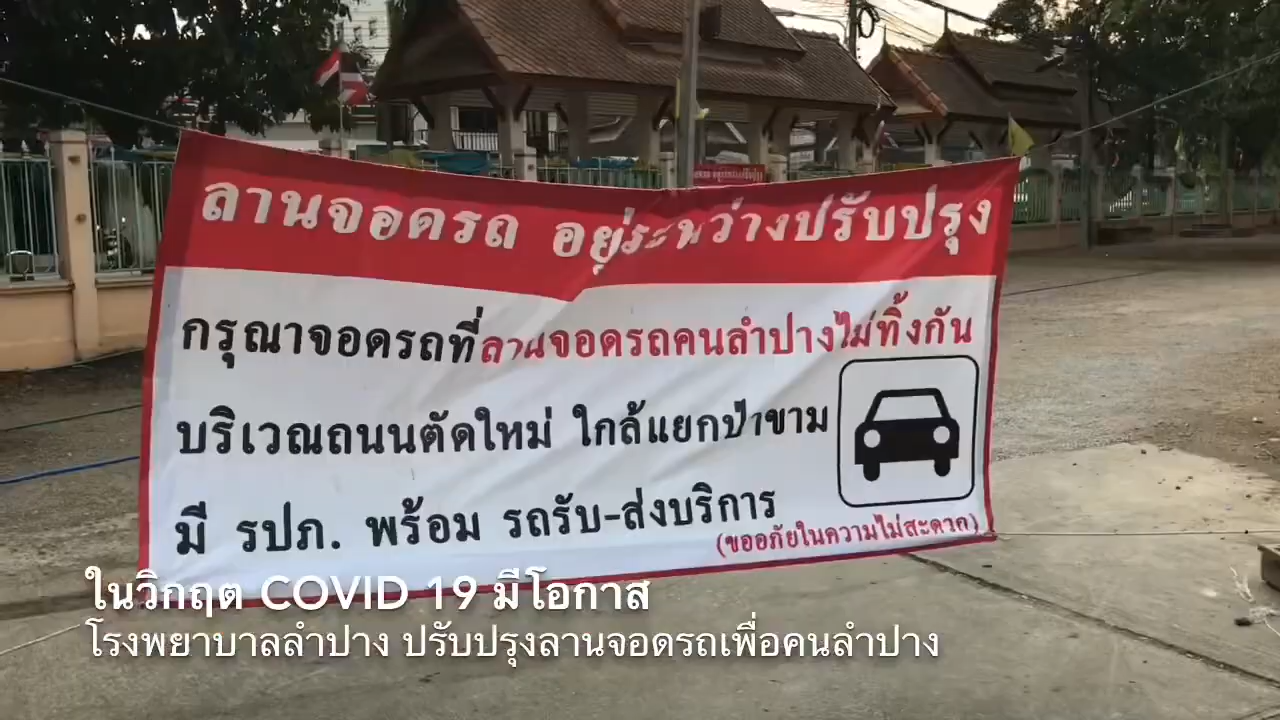 ลานจอดรถ อยู่ระหว่างปรับปรุง
กรุณาจอดรถที่ลานจอดรถคนลำปางไม่ทิ้งกัน
บริเวณถนนตัดใหม่ ใกล้แยกป่าขาม
มี รปภ. พร้อม รถรับ-ส่งบริการ
(ขออภัยในความไม่สะดวก)
ในวิกฤต COVID 19 มีโอกาส
โรงพยาบาลลำปาง ปรับปรุงลานจอดรถเพื่อคนลำปาง